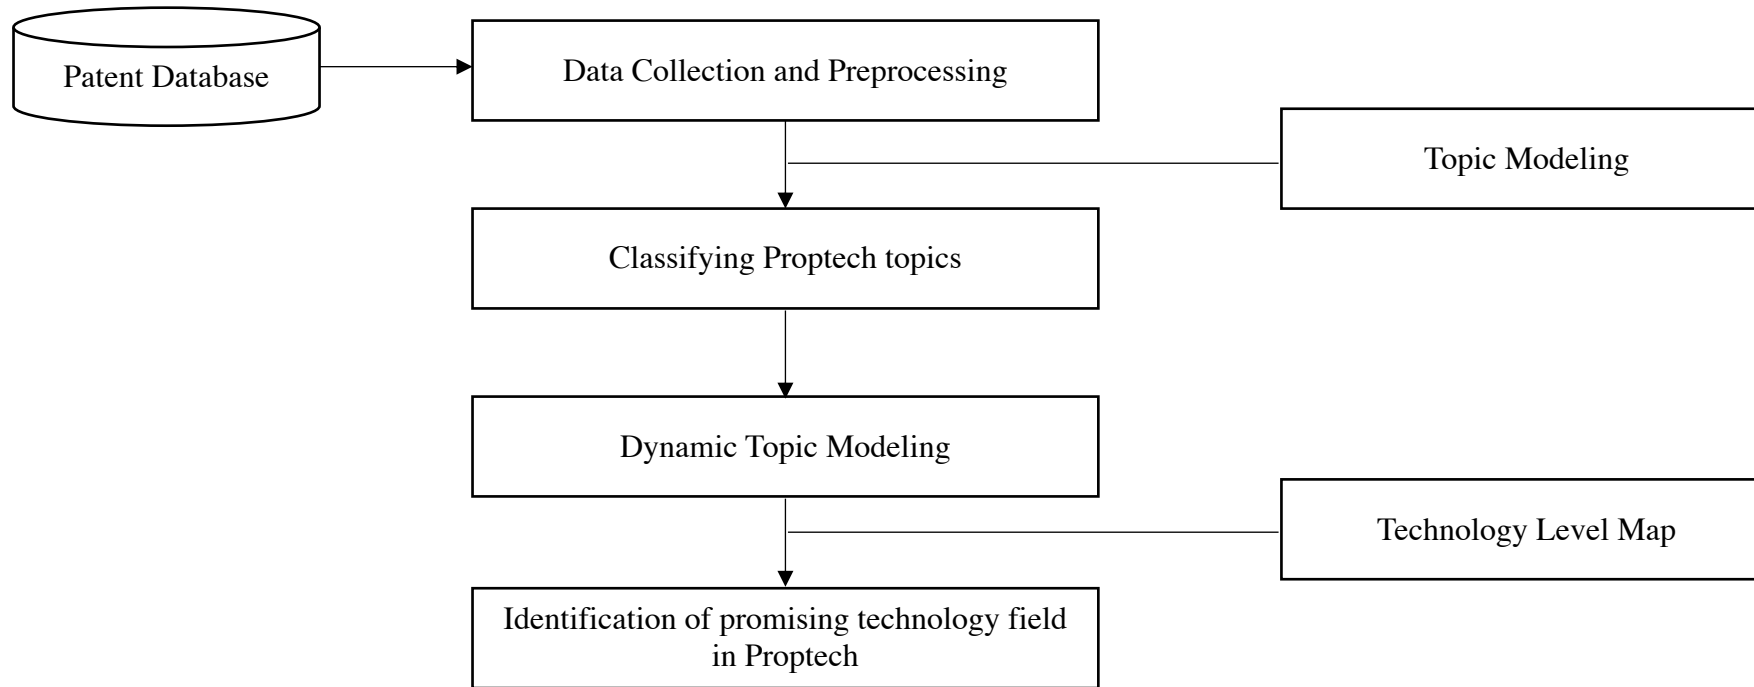 Patent Database
Data Collection and Preprocessing
Topic Modeling
Classifying Proptech topics
Dynamic Topic Modeling
Technology Level Map
Identification of promising technology field
in Proptech